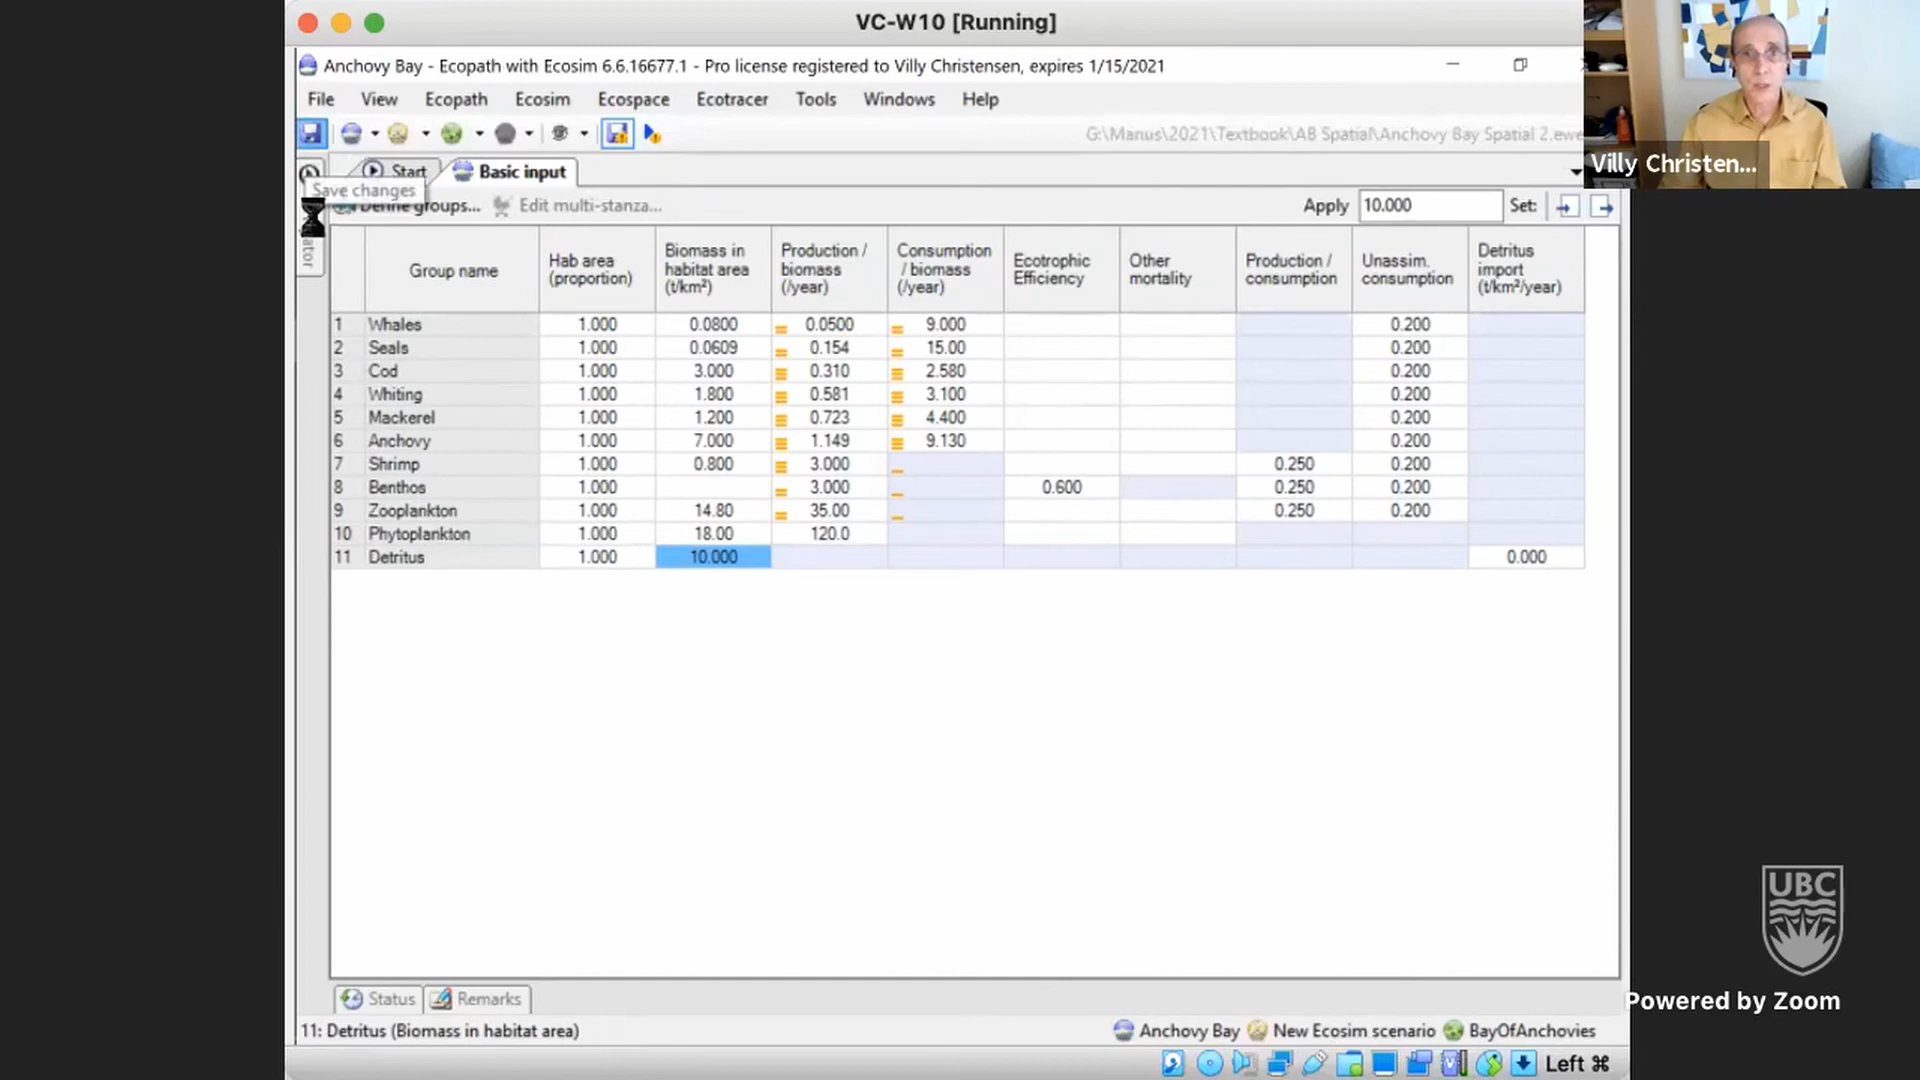 VC-W10 [Running]
Anchovy Bay - Ecopath with Ecosim 6.6.16677.1 - Pro license registered to Villy Christensen, expires 1/15/2021
File View Ecopath Ecosim Ecospace Ecotracer Tools Windows Help
G:\Manus\2021\Textbook\AB Spatial\Anchovy Bay Spatial 2.ewe
Villy Christen...
Start Basic input
Save changes
Define groups... Edit multi-stanza... Apply 10.000 Set:
Group name Hab area (proportion) Biomass in habitat area (t/km²) Production / biomass (/year) Consumption / biomass (/year) Ecotrophic Efficiency Other mortality Production / consumption Unassim. consumption Detritus import (t/km²/year)
1 Whales 1.000 0.0800 0.0500 9.000 0.200
2 Seals 1.000 0.0609 0.154 15.00 0.200
3 Cod 1.000 3.000 0.310 2.580 0.200
4 Whiting 1.000 1.800 0.581 3.100 0.200
5 Mackerel 1.000 1.200 0.723 4.400 0.200
6 Anchovy 1.000 7.000 1.149 9.130 0.200
7 Shrimp 1.000 0.800 3.000 0.250 0.200
8 Benthos 1.000 3.000 0.600 0.250 0.200
9 Zooplankton 1.000 14.80 35.00 0.250 0.200
10 Phytoplankton 1.000 18.00 120.0
11 Detritus 1.000 10.000 0.000
UBC
Powered by Zoom
Status Remarks
11: Detritus (Biomass in habitat area) Anchovy Bay New Ecosim scenario BayOfAnchovies
Left ⌘